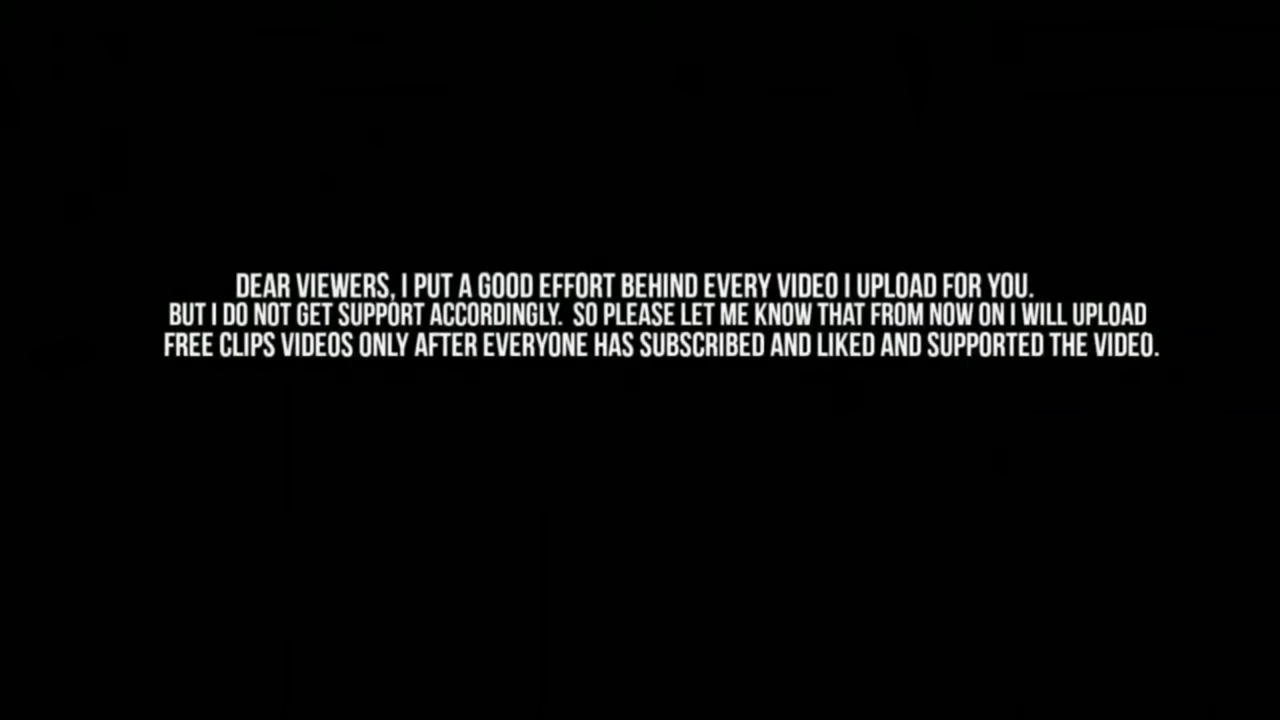 DEAR VIEWERS, I PUT A GOOD EFFORT BEHIND EVERY VIDEO I UPLOAD FOR YOU.
BUT I DO NOT GET SUPPORT ACCORDINGLY. SO PLEASE LET ME KNOW THAT FROM NOW ON I WILL UPLOAD
FREE CLIPS VIDEOS ONLY AFTER EVERYONE HAS SUBSCRIBED AND LIKED AND SUPPORTED THE VIDEO.